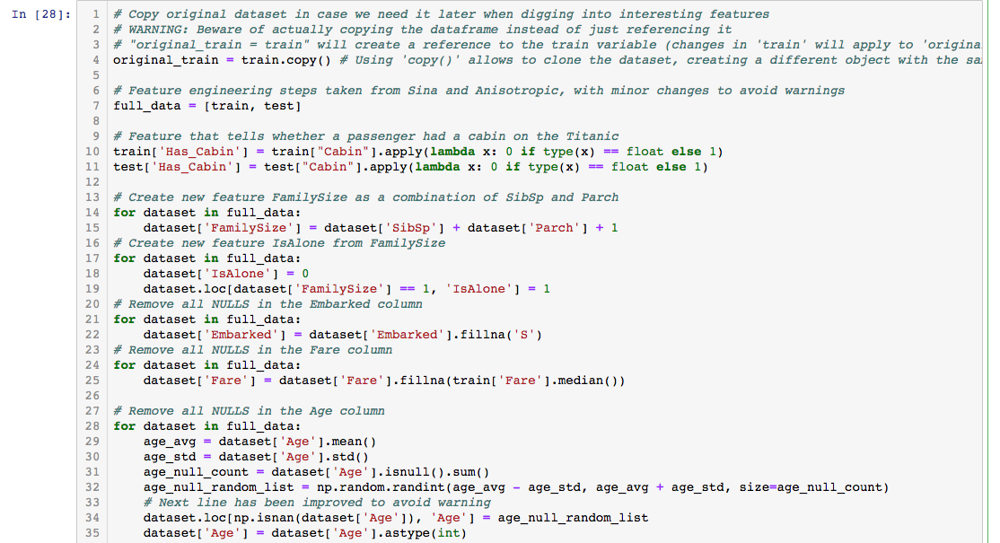 In [28]:
1 # Copy original dataset in case we need it later when digging into interesting features
2 # WARNING: Beware of actually copying the dataframe instead of just referencing it
3 # "original_train = train" will create a reference to the train variable (changes in 'train' will apply to 'origina
4 original_train = train.copy() # Using 'copy()' allows to clone the dataset, creating a different object with the sa
5
6 # Feature engineering steps taken from Sina and Anisotropic, with minor changes to avoid warnings
7 full_data = [train, test]
8
9 # Feature that tells whether a passenger had a cabin on the Titanic
10 train['Has_Cabin'] = train["Cabin"].apply(lambda x: 0 if type(x) == float else 1)
11 test['Has_Cabin'] = test["Cabin"].apply(lambda x: 0 if type(x) == float else 1)
12
13 # Create new feature FamilySize as a combination of SibSp and Parch
14 for dataset in full_data:
15     dataset['FamilySize'] = dataset['SibSp'] + dataset['Parch'] + 1
16 # Create new feature IsAlone from FamilySize
17 for dataset in full_data:
18     dataset['IsAlone'] = 0
19     dataset.loc[dataset['FamilySize'] == 1, 'IsAlone'] = 1
20 # Remove all NULLS in the Embarked column
21 for dataset in full_data:
22     dataset['Embarked'] = dataset['Embarked'].fillna('S')
23 # Remove all NULLS in the Fare column
24 for dataset in full_data:
25     dataset['Fare'] = dataset['Fare'].fillna(train['Fare'].median())
26
27 # Remove all NULLS in the Age column
28 for dataset in full_data:
29     age_avg = dataset['Age'].mean()
30     age_std = dataset['Age'].std()
31     age_null_count = dataset['Age'].isnull().sum()
32     age_null_random_list = np.random.randint(age_avg - age_std, age_avg + age_std, size=age_null_count)
33     # Next line has been improved to avoid warning
34     dataset.loc[np.isnan(dataset['Age']), 'Age'] = age_null_random_list
35     dataset['Age'] = dataset['Age'].astype(int)